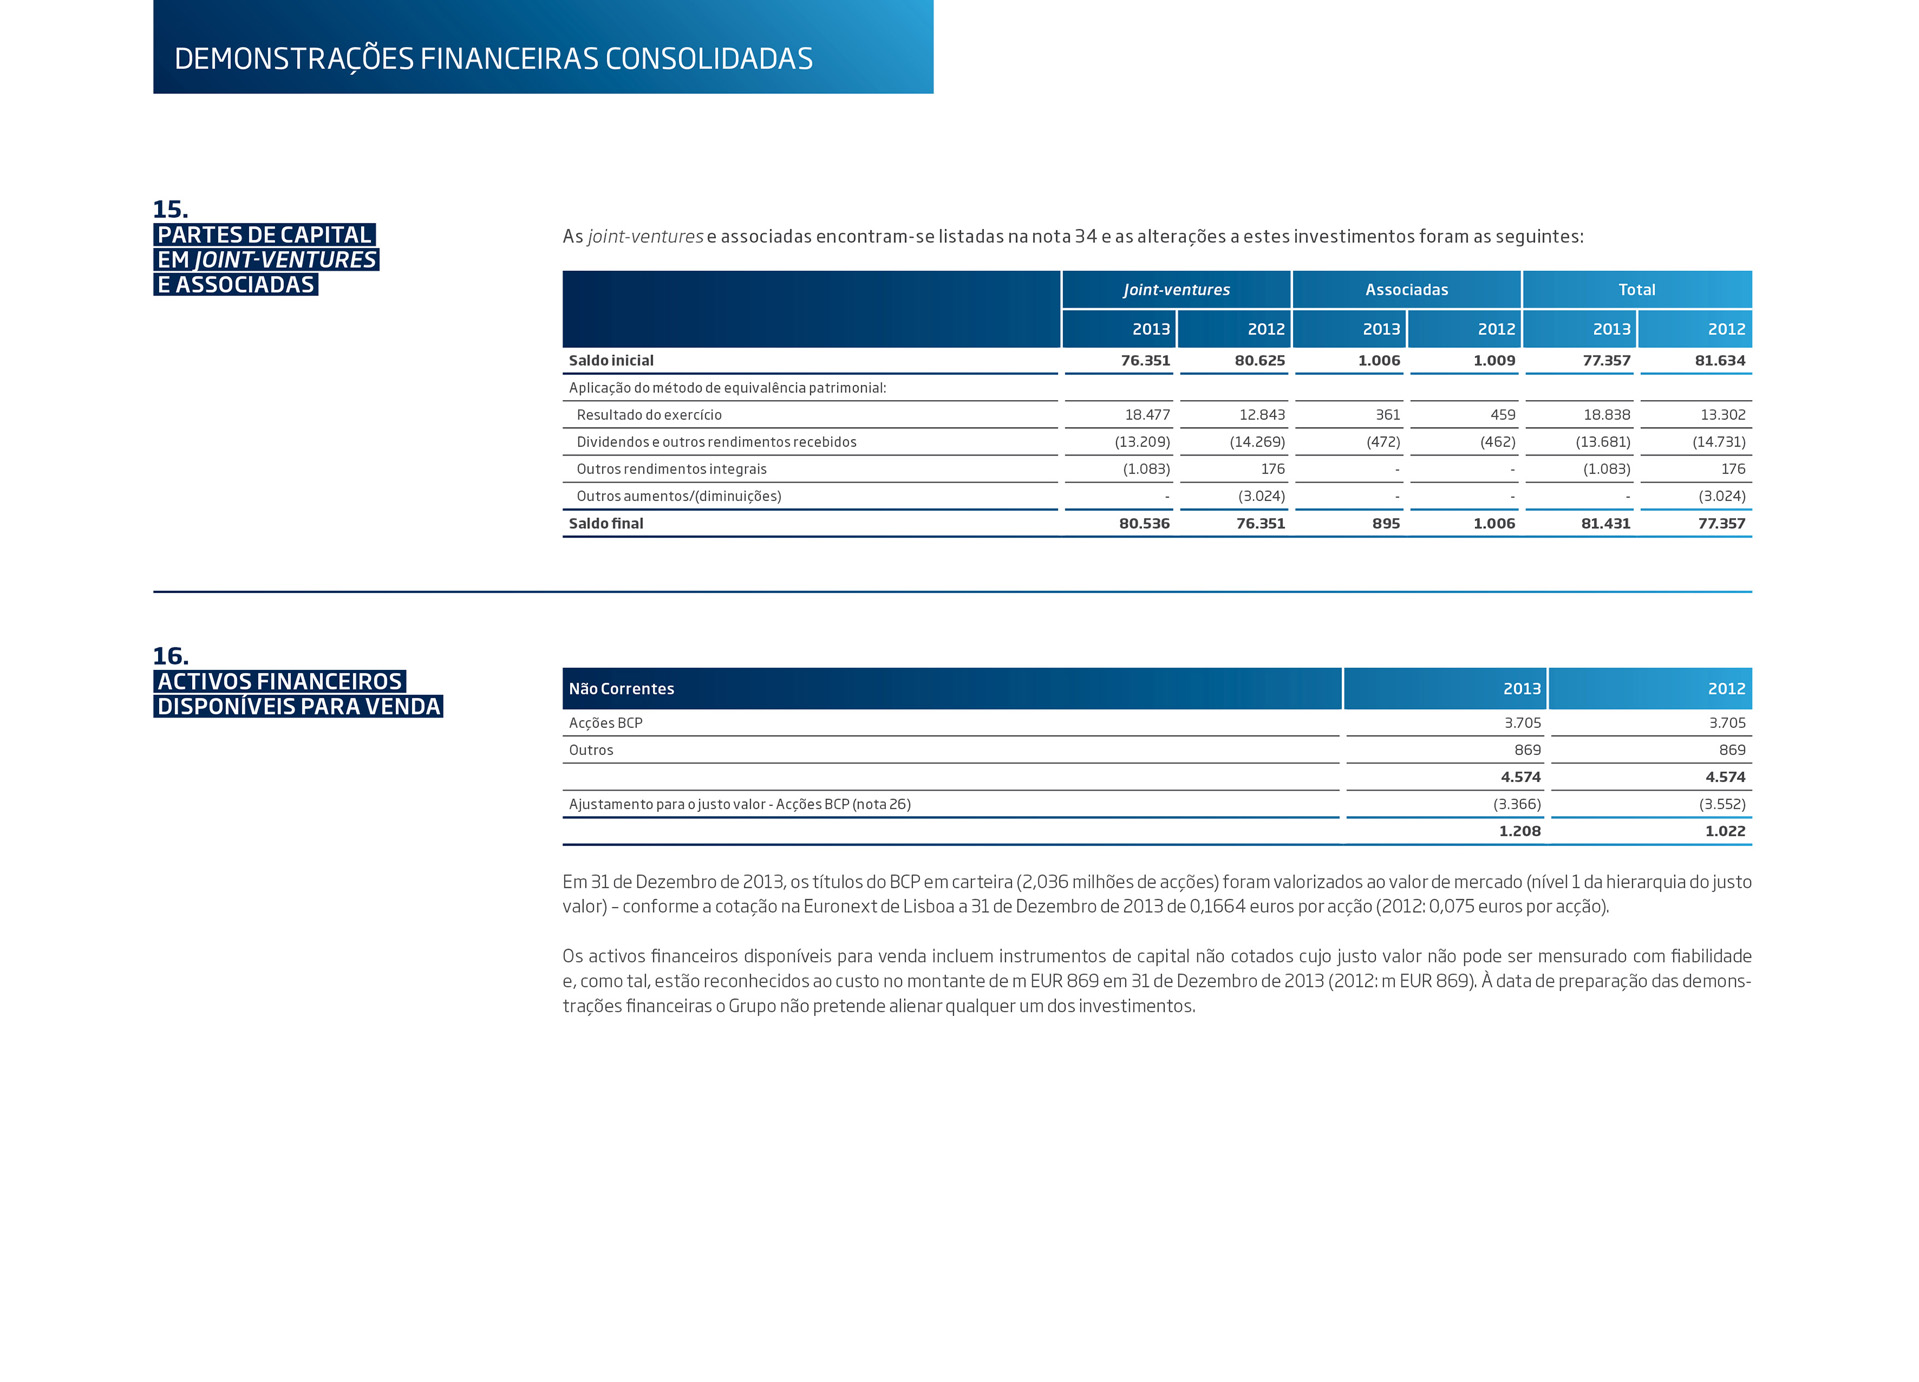 DEMONSTRAÇÕES FINANCEIRAS CONSOLIDADAS
15.
PARTES DE CAPITAL
EM JOINT-VENTURES
E ASSOCIADAS
As joint-ventures e associadas encontram-se listadas na nota 34 e as alterações a estes investimentos foram as seguintes:
Joint-ventures Associadas Total
2013 2012 2013 2012 2013 2012
Saldo inicial 76.351 80.625 1.006 1.009 77.357 81.634
Aplicação do método de equivalência patrimonial:
Resultado do exercício 18.477 12.843 361 459 18.838 13.302
Dividendos e outros rendimentos recebidos (13.209) (14.269) (472) (462) (13.681) (14.731)
Outros rendimentos integrais (1.083) 176 - - (1.083) 176
Outros aumentos/(diminuições) - (3.024) - - - (3.024)
Saldo final 80.536 76.351 895 1.006 81.431 77.357
16.
ACTIVOS FINANCEIROS
DISPONÍVEIS PARA VENDA
Não Correntes 2013 2012
Acções BCP 3.705 3.705
Outros 869 869
4.574 4.574
Ajustamento para o justo valor - Acções BCP (nota 26) (3.366) (3.552)
1.208 1.022
Em 31 de Dezembro de 2013, os títulos do BCP em carteira (2,036 milhões de acções) foram valorizados ao valor de mercado (nível 1 da hierarquia do justo
valor) – conforme a cotação na Euronext de Lisboa a 31 de Dezembro de 2013 de 0,1664 euros por acção (2012: 0,075 euros por acção).
Os activos financeiros disponíveis para venda incluem instrumentos de capital não cotados cujo justo valor não pode ser mensurado com fiabilidade
e, como tal, estão reconhecidos ao custo no montante de m EUR 869 em 31 de Dezembro de 2013 (2012: m EUR 869). À data de preparação das demons-
trações financeiras o Grupo não pretende alienar qualquer um dos investimentos.